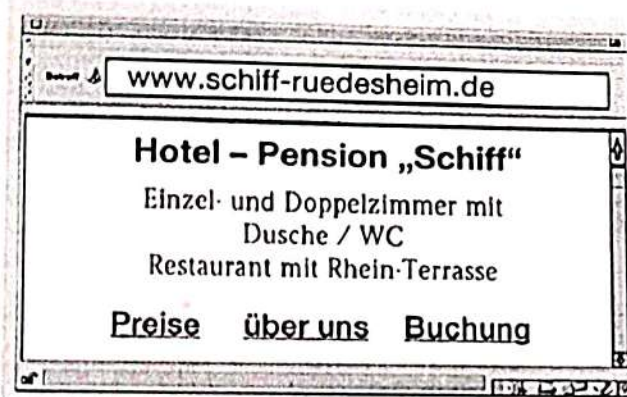 www.schiff-ruedesheim.de
Hotel – Pension „Schiff“
Einzel- und Doppelzimmer mit
Dusche / WC
Restaurant mit Rhein-Terrasse
Preise über uns Buchung